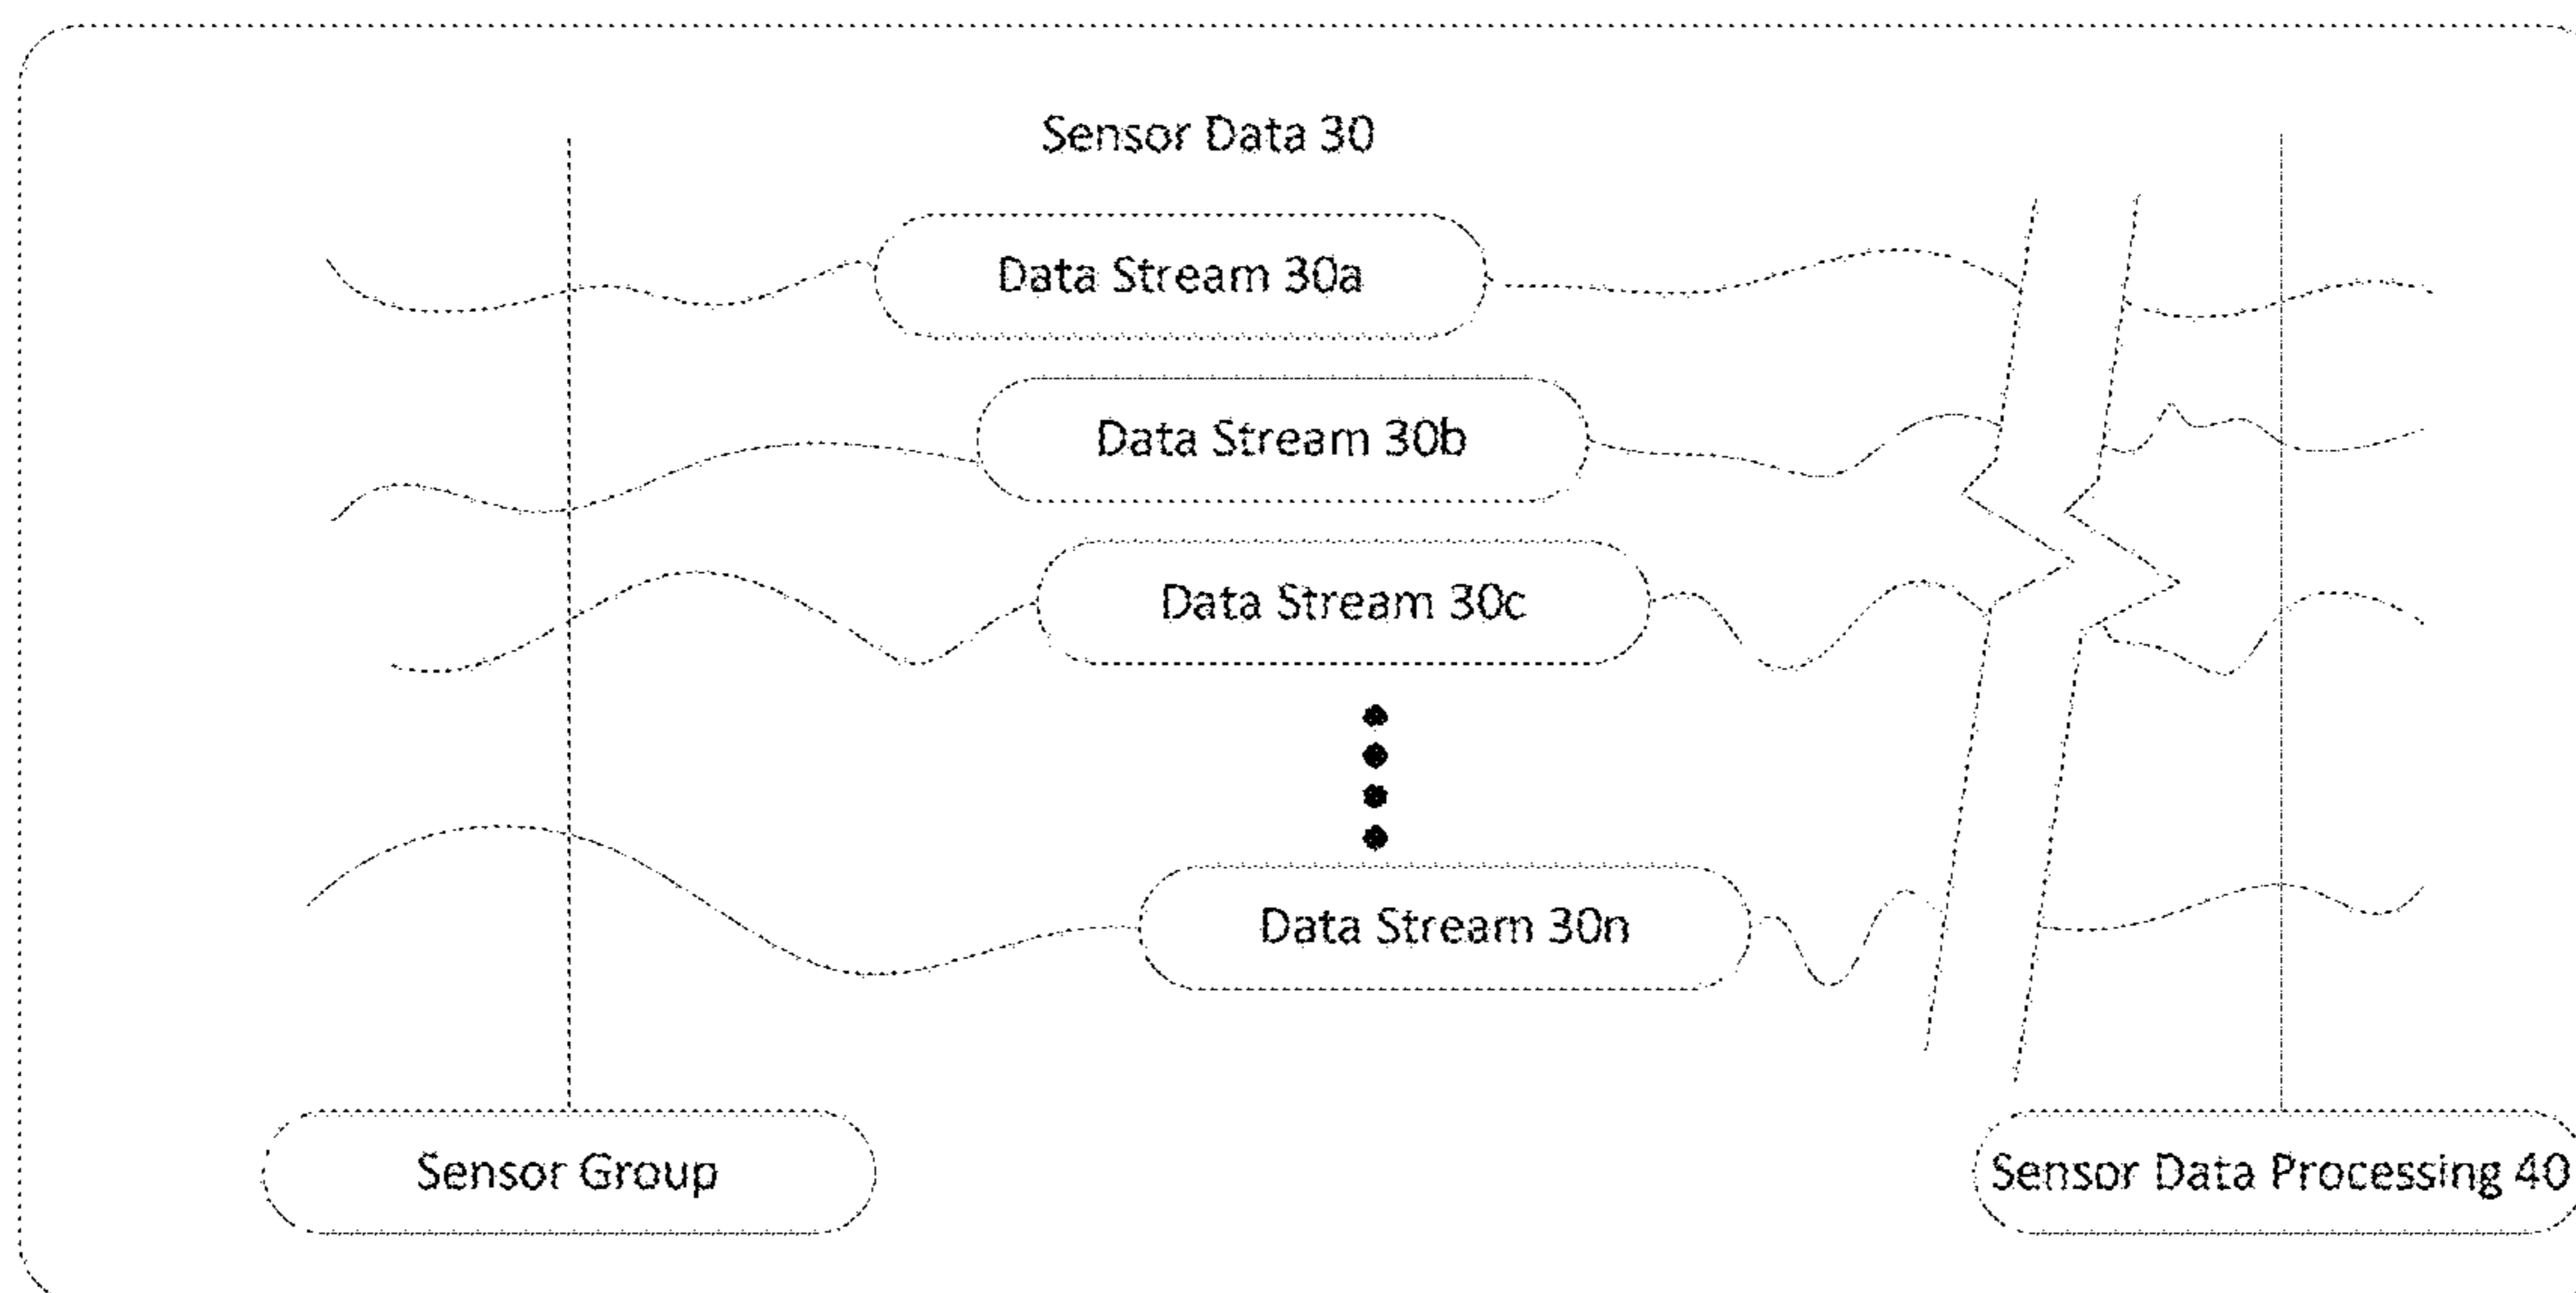 Sensor Data 30
Data Stream 30a
Data Stream 30b
Data Stream 30c
Data Stream 30n
Sensor Group
Sensor Data Processing 40